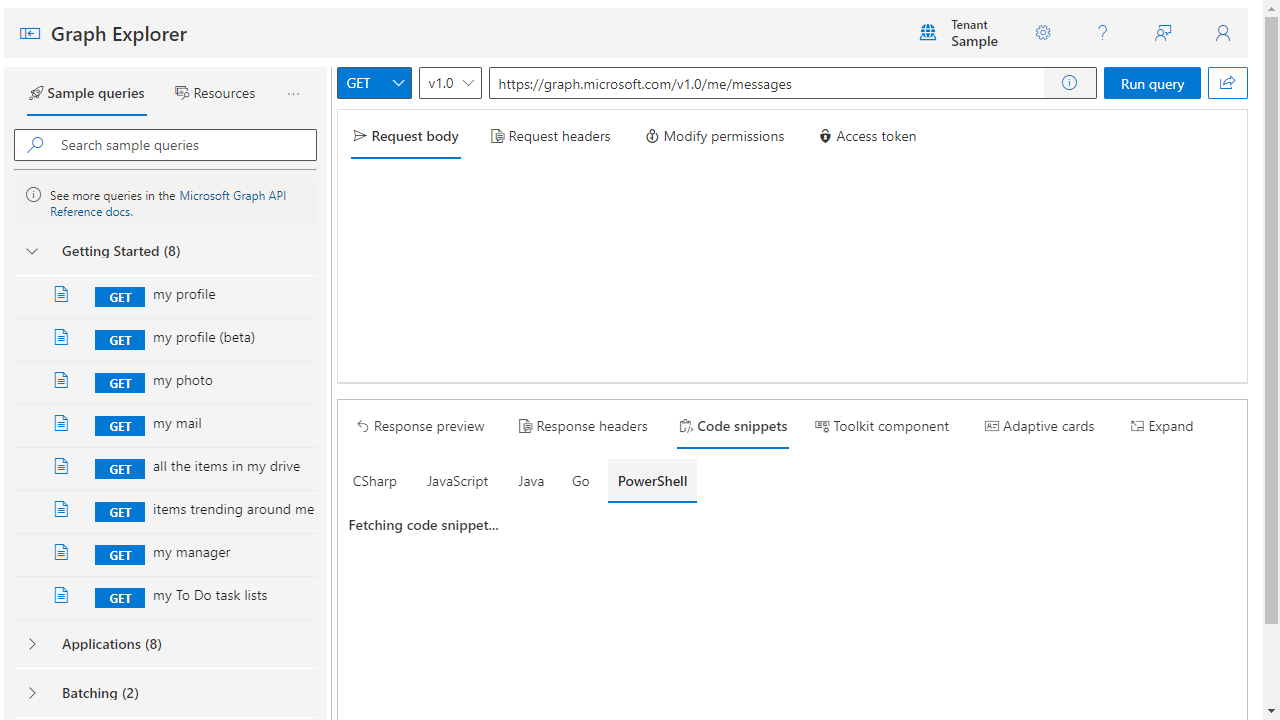 Graph Explorer
Tenant
Sample
Sample queries
Resources
Search sample queries
See more queries in the Microsoft Graph API
Reference docs.
Getting Started (8)
GET my profile
GET my profile (beta)
GET my photo
GET my mail
GET all the items in my drive
GET items trending around me
GET my manager
GET my To Do task lists
Applications (8)
Batching (2)
GET
v1.0
https://graph.microsoft.com/v1.0/me/messages
Run query
Request body
Request headers
Modify permissions
Access token
Response preview
Response headers
Code snippets
Toolkit component
Adaptive cards
Expand
CSharp
JavaScript
Java
Go
PowerShell
Fetching code snippet...